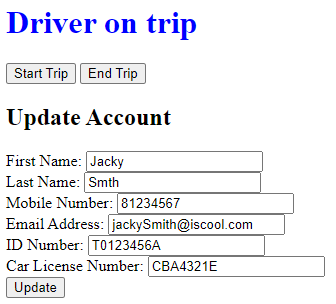 Driver on trip
Start Trip End Trip
Update Account
First Name: Jacky
Last Name: Smth
Mobile Number: 81234567
Email Address: jackySmith@iscool.com
ID Number: T0123456A
Car License Number: CBA4321E
Update